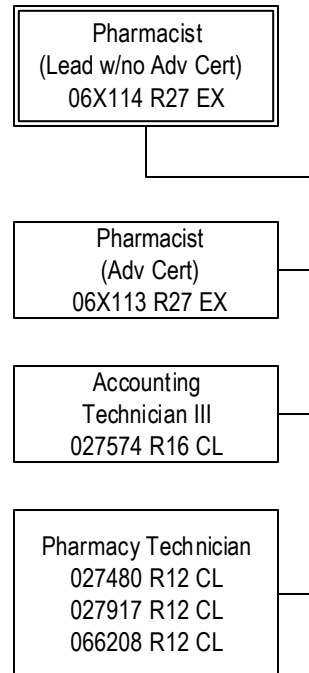 Pharmacist
(Lead w/no Adv Cert)
06X114 R27 EX
Pharmacist
(Adv Cert)
06X113 R27 EX
Accounting
Technician III
027574 R16 CL
Pharmacy Technician
027480 R12 CL
027917 R12 CL
066208 R12 CL